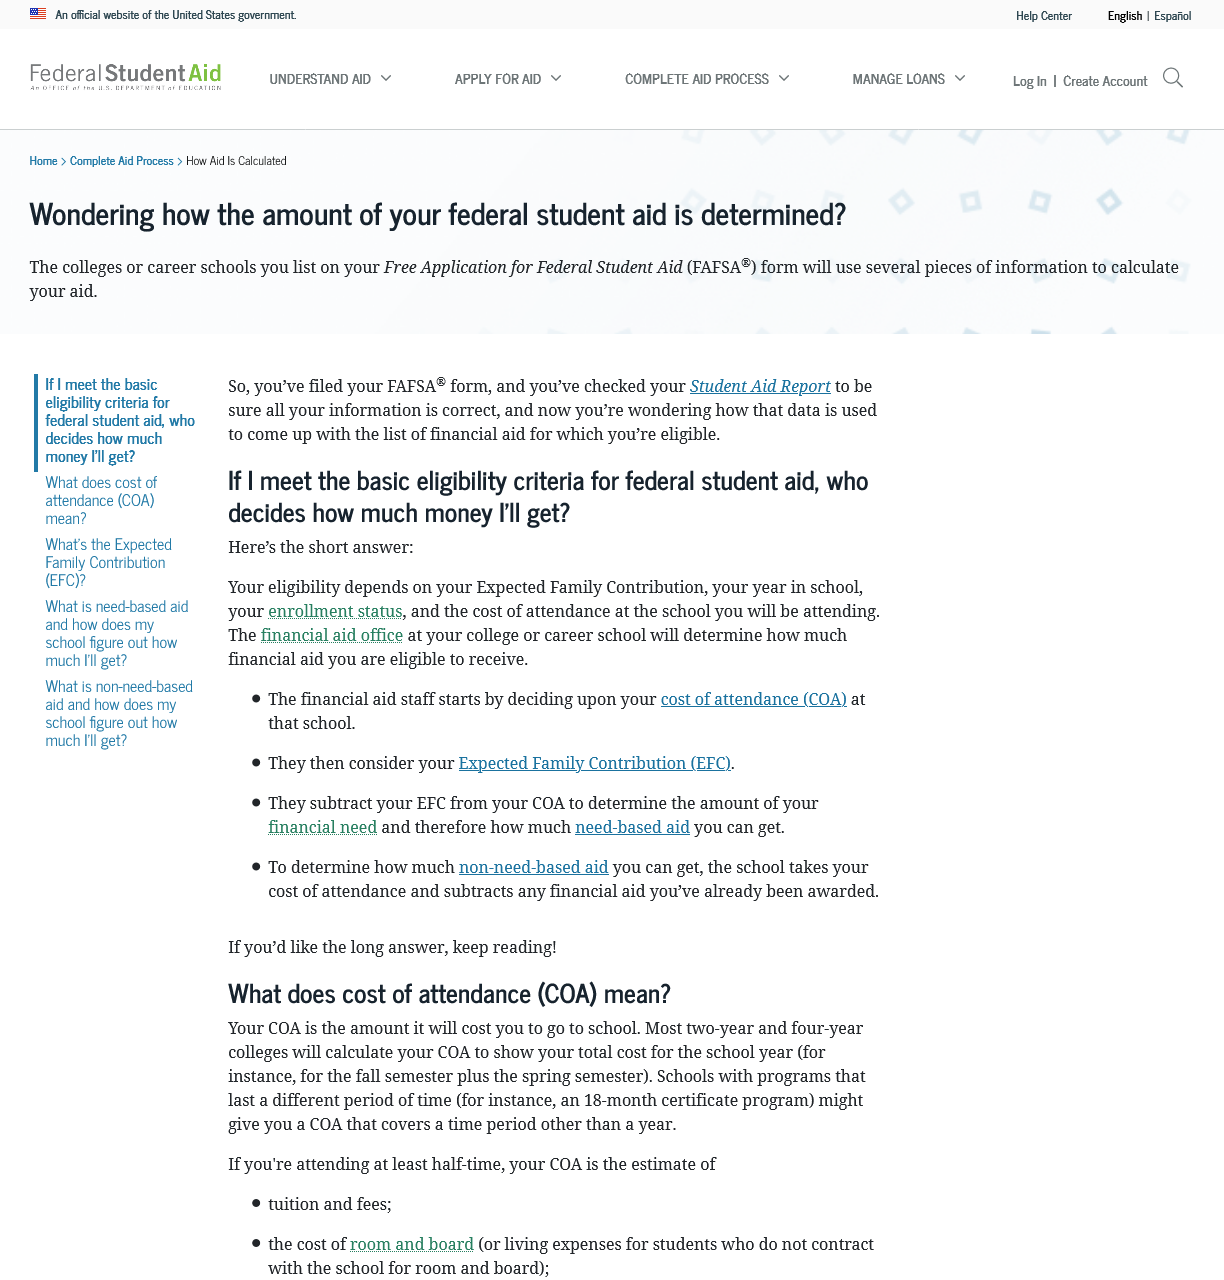 An official website of the United States government.
Help Center
English | Español
Federal Student Aid
An OFFICE of the U.S. DEPARTMENT of EDUCATION
UNDERSTAND AID
APPLY FOR AID
COMPLETE AID PROCESS
MANAGE LOANS
Log In | Create Account
Home > Complete Aid Process > How Aid Is Calculated
Wondering how the amount of your federal student aid is determined?
The colleges or career schools you list on your Free Application for Federal Student Aid (FAFSA®) form will use several pieces of information to calculate
your aid.
If I meet the basic
eligibility criteria for
federal student aid, who
decides how much
money I’ll get?
What does cost of
attendance (COA)
mean?
What’s the Expected
Family Contribution
(EFC)?
What is need-based aid
and how does my
school figure out how
much I’ll get?
What is non-need-based
aid and how does my
school figure out how
much I’ll get?
So, you’ve filed your FAFSA® form, and you’ve checked your Student Aid Report to be
sure all your information is correct, and now you’re wondering how that data is used
to come up with the list of financial aid for which you’re eligible.
If I meet the basic eligibility criteria for federal student aid, who
decides how much money I’ll get?
Here’s the short answer:
Your eligibility depends on your Expected Family Contribution, your year in school,
your enrollment status, and the cost of attendance at the school you will be attending.
The financial aid office at your college or career school will determine how much
financial aid you are eligible to receive.
● The financial aid staff starts by deciding upon your cost of attendance (COA) at
that school.
● They then consider your Expected Family Contribution (EFC).
● They subtract your EFC from your COA to determine the amount of your
financial need and therefore how much need-based aid you can get.
● To determine how much non-need-based aid you can get, the school takes your
cost of attendance and subtracts any financial aid you’ve already been awarded.
If you’d like the long answer, keep reading!
What does cost of attendance (COA) mean?
Your COA is the amount it will cost you to go to school. Most two-year and four-year
colleges will calculate your COA to show your total cost for the school year (for
instance, for the fall semester plus the spring semester). Schools with programs that
last a different period of time (for instance, an 18-month certificate program) might
give you a COA that covers a time period other than a year.
If you're attending at least half-time, your COA is the estimate of
● tuition and fees;
● the cost of room and board (or living expenses for students who do not contract
with the school for room and board);